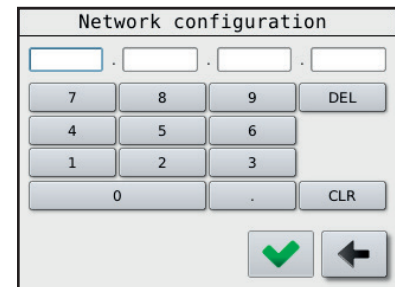 Network configuration
. . .
7 8 9 DEL
4 5 6
1 2 3
0 . CLR